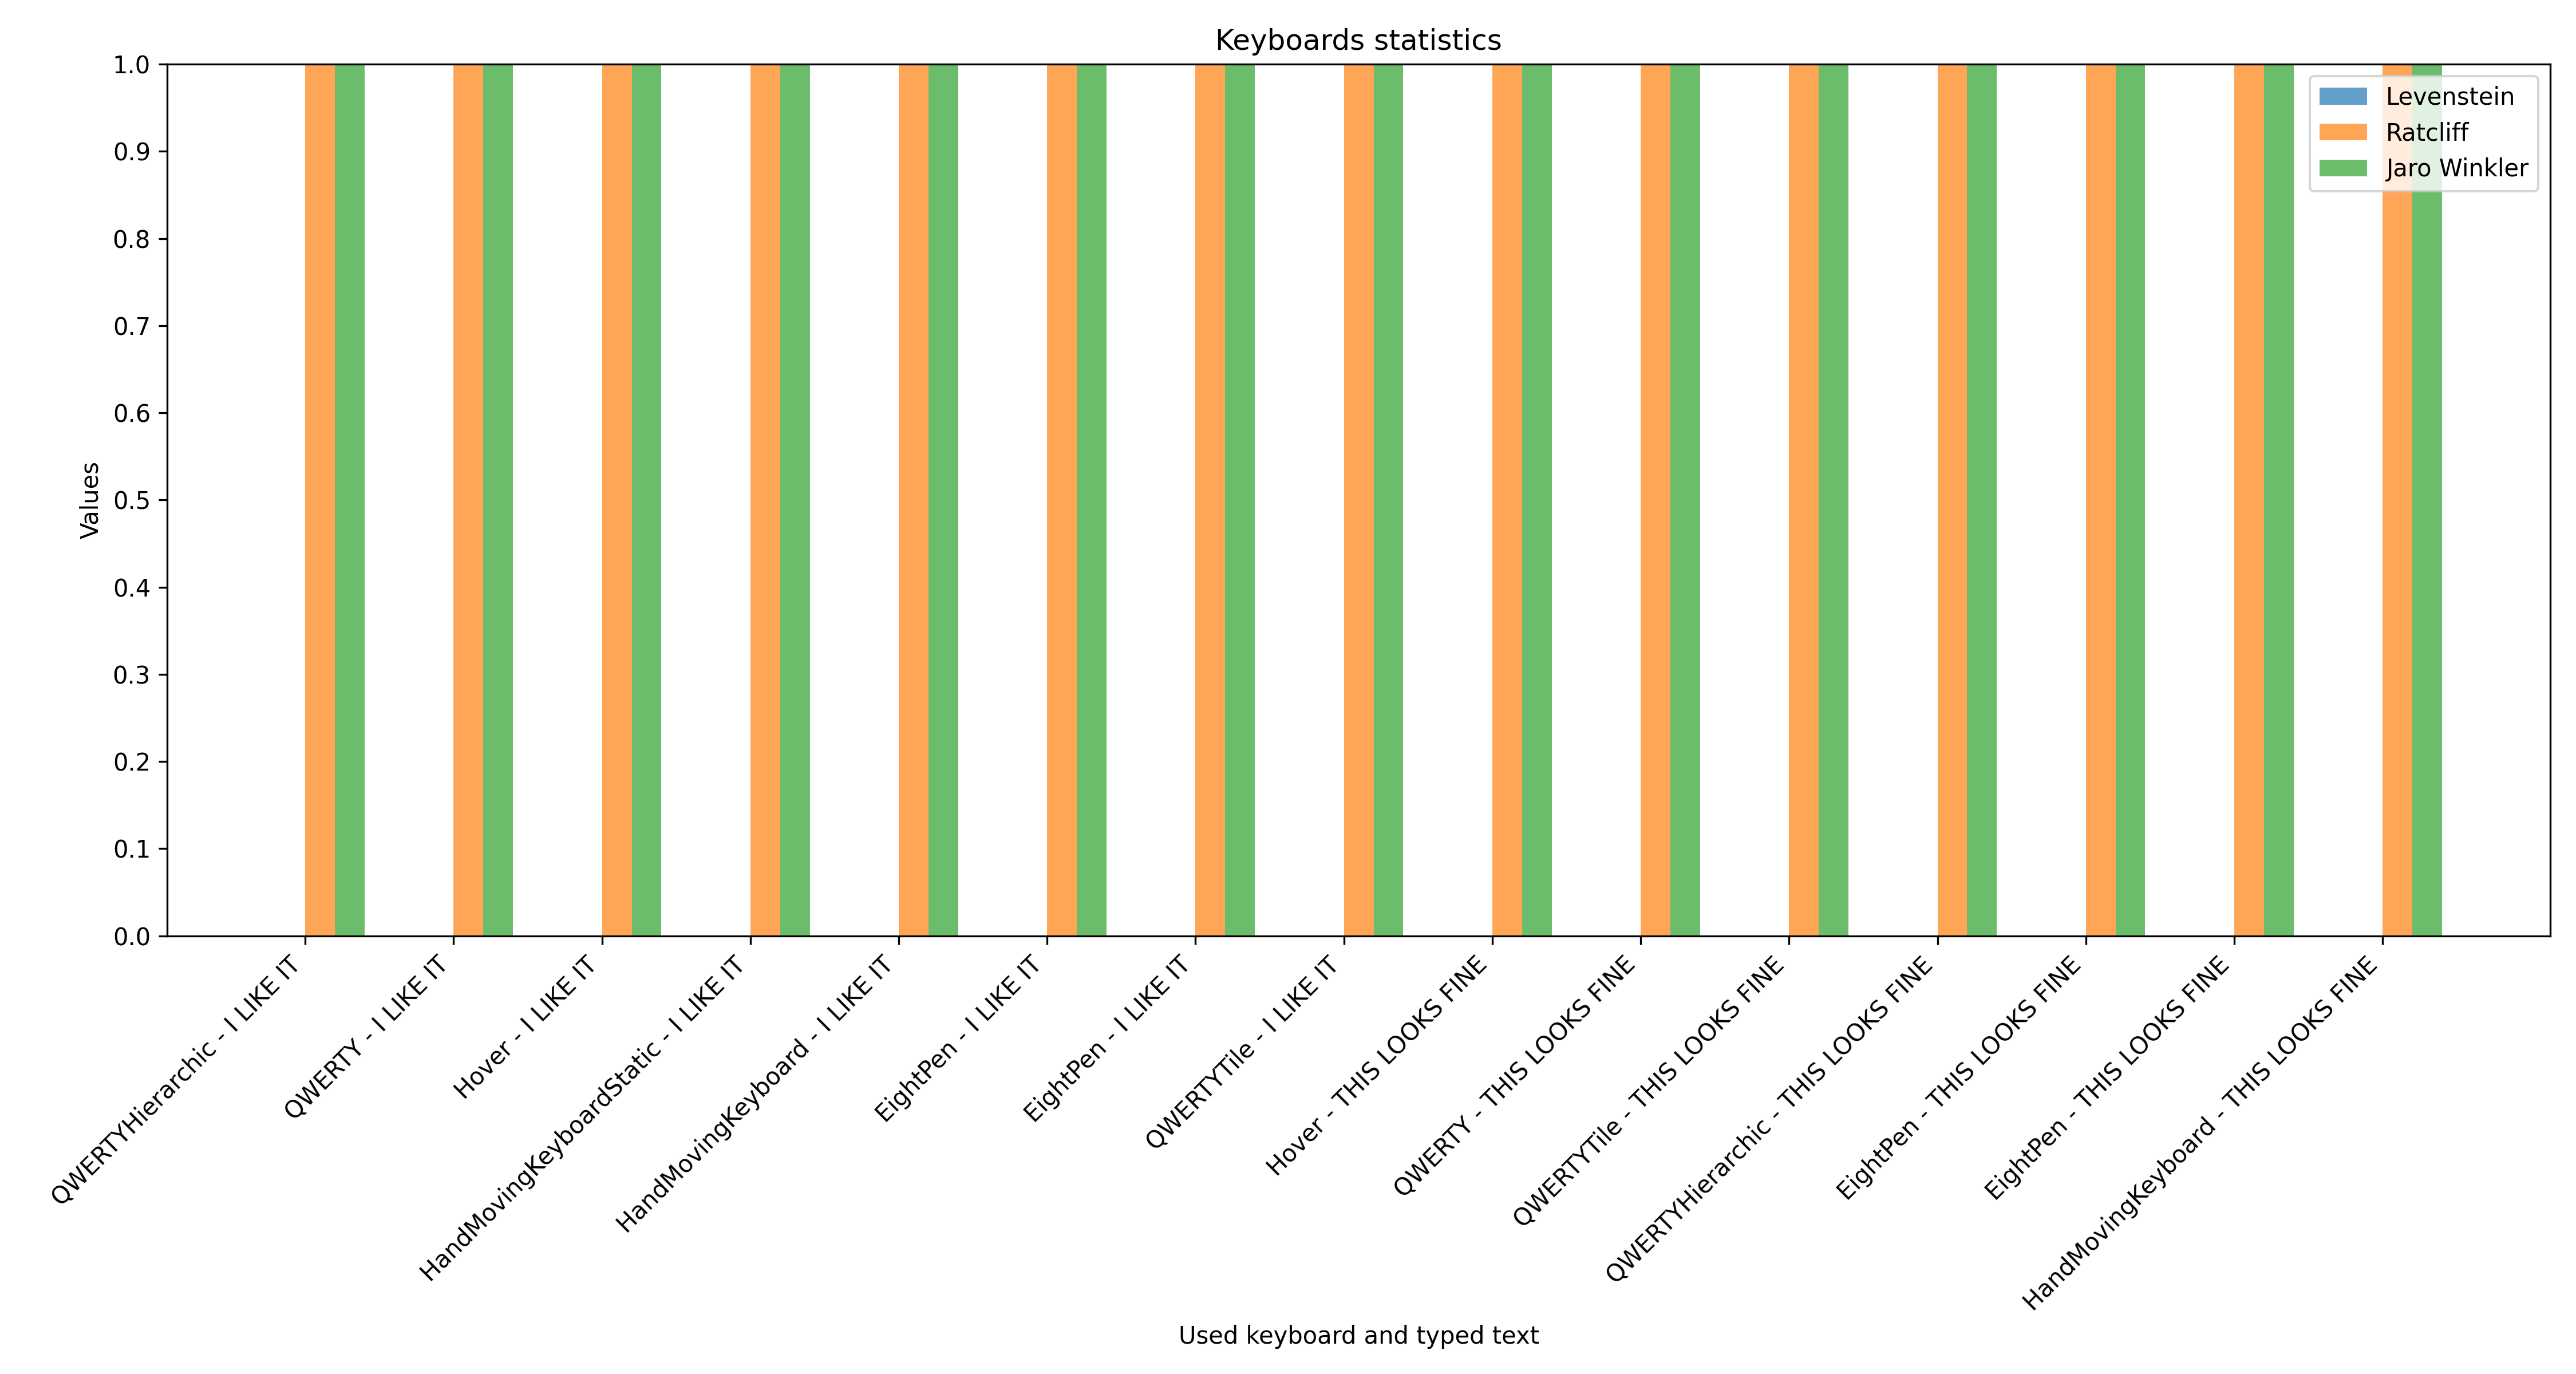 Keyboards statistics
1.0
0.9
0.8
0.7
0.6
0.5
0.4
0.3
0.2
0.1
0.0
Values
Levenstein
Ratcliff
Jaro Winkler
QWERTYHierarchic - I LIKE IT
QWERTY - I LIKE IT
Hover - I LIKE IT
HandMovingKeyboardStatic - I LIKE IT
HandMovingKeyboard - I LIKE IT
EightPen - I LIKE IT
EightPen - I LIKE IT
QWERTYTile - I LIKE IT
Hover - THIS LOOKS FINE
QWERTY - THIS LOOKS FINE
QWERTYTile - THIS LOOKS FINE
QWERTYHierarchic - THIS LOOKS FINE
EightPen - THIS LOOKS FINE
EightPen - THIS LOOKS FINE
HandMovingKeyboard - THIS LOOKS FINE
Used keyboard and typed text